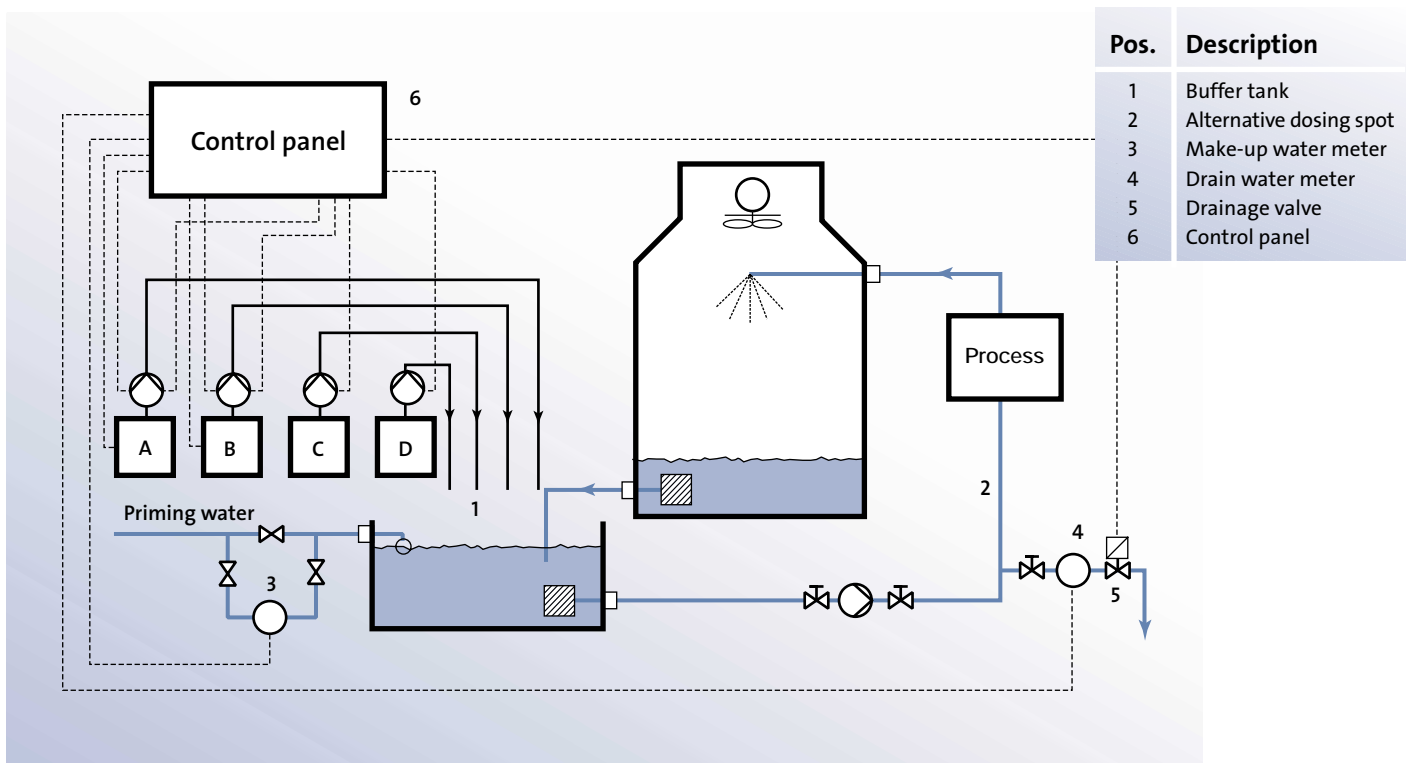 Pos. Description
1 Buffer tank
2 Alternative dosing spot
3 Make-up water meter
4 Drain water meter
5 Drainage valve
6 Control panel
6
Control panel
Process
A B C D
2
1
Priming water
4
3
5